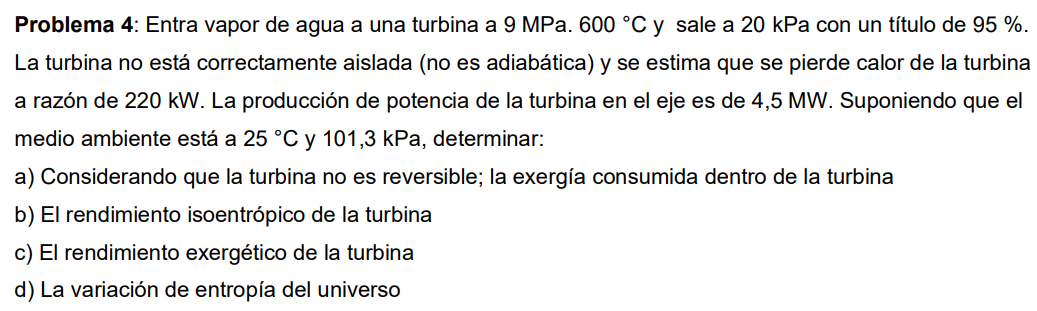 Problema 4: Entra vapor de agua a una turbina a 9 MPa. 600 °C y sale a 20 kPa con un título de 95 %.
La turbina no está correctamente aislada (no es adiabática) y se estima que se pierde calor de la turbina
a razón de 220 kW. La producción de potencia de la turbina en el eje es de 4,5 MW. Suponiendo que el
medio ambiente está a 25 °C y 101,3 kPa, determinar:
a) Considerando que la turbina no es reversible; la exergía consumida dentro de la turbina
b) El rendimiento isoentrópico de la turbina
c) El rendimiento exergético de la turbina
d) La variación de entropía del universo